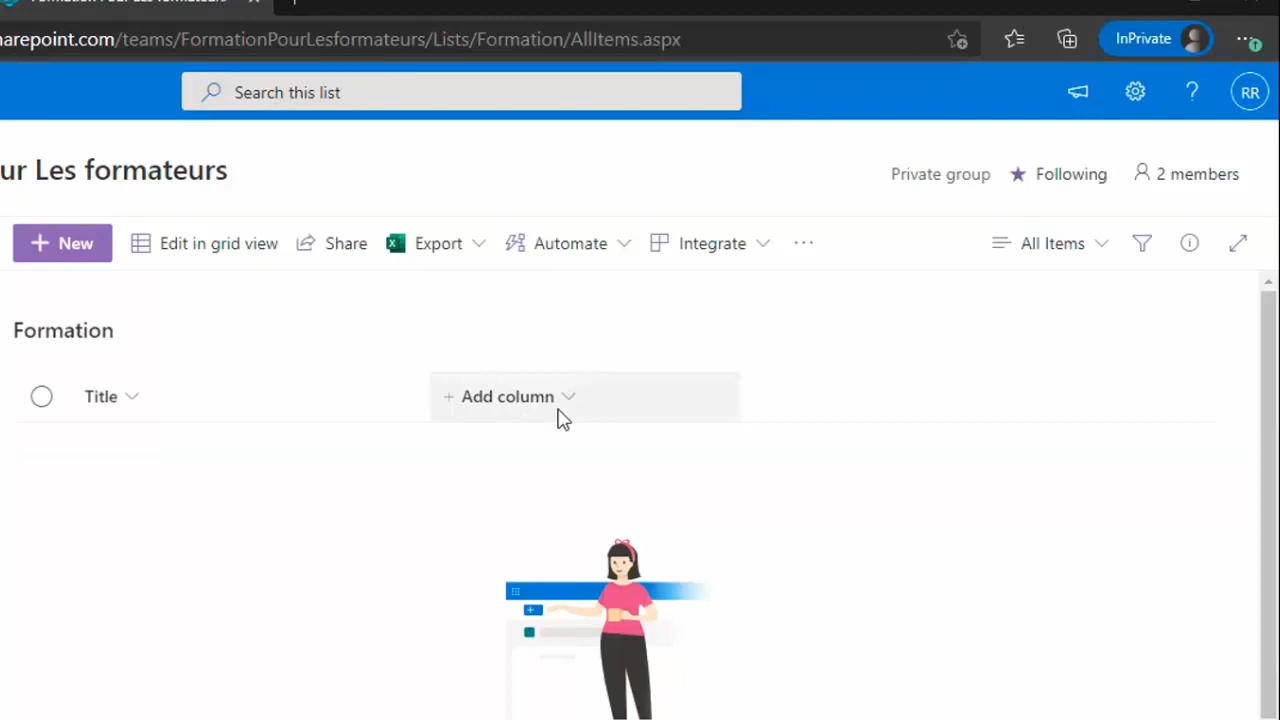 sharepoint.com/teams/FormationPourLesformateurs/Lists/Formation/AllItems.aspx
InPrivate
Search this list
RR
ur Les formateurs
Private group
Following
2 members
+ New
Edit in grid view
Share
Export
Automate
Integrate
...
All Items
Formation
Title
+ Add column